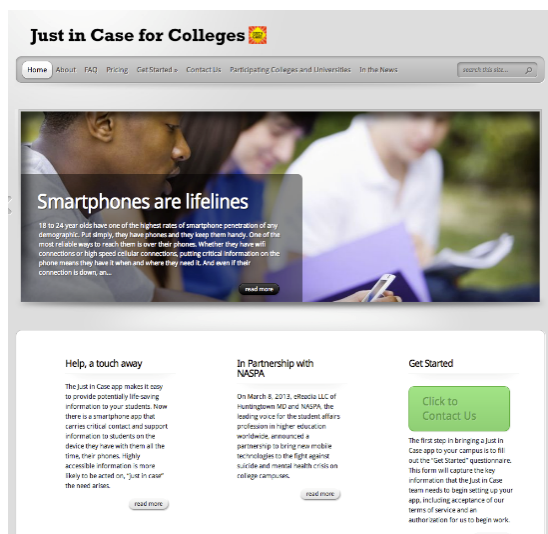 Just in Case for Colleges
Home About FAQ Pricing Get Started » Contact Us Participating Colleges and Universities In the News search this site...
Smartphones are lifelines
18 to 24 year olds have one of the highest rates of smartphone penetration of any
demographic. Put simply, they have phones and they keep them handy. One of the
most reliable ways to reach them is over their phones. Whether they have wifi
connections or high speed cellular connections, putting critical information on the
phone means they have it when and where they need it. And even if their
connection is down, an...
read more
Help, a touch away
The Just in Case app makes it easy
to provide potentially life-saving
information to your students. Now
there is a smartphone app that
carries critical contact and support
information to students on the
device they have with them all the
time, their phones. Highly
accessible information is more
likely to be acted on, "just in case"
the need arises.
read more
In Partnership with
NASPA
On March 8, 2013, eReadia LLC of
Huntingtown MD and NASPA, the
leading voice for the student affairs
profession in higher education
worldwide, announced a
partnership to bring new mobile
technologies to the fight against
suicide and mental health crisis on
college campuses.
read more
Get Started
Click to
Contact Us
The first step in bringing a Just in
Case app to your campus is to fill
out the "Get Started" questionnaire.
This form will capture the key
information that the Just in Case
team needs to begin setting up your
app, including acceptance of our
terms of service and an
authorization for us to begin work.